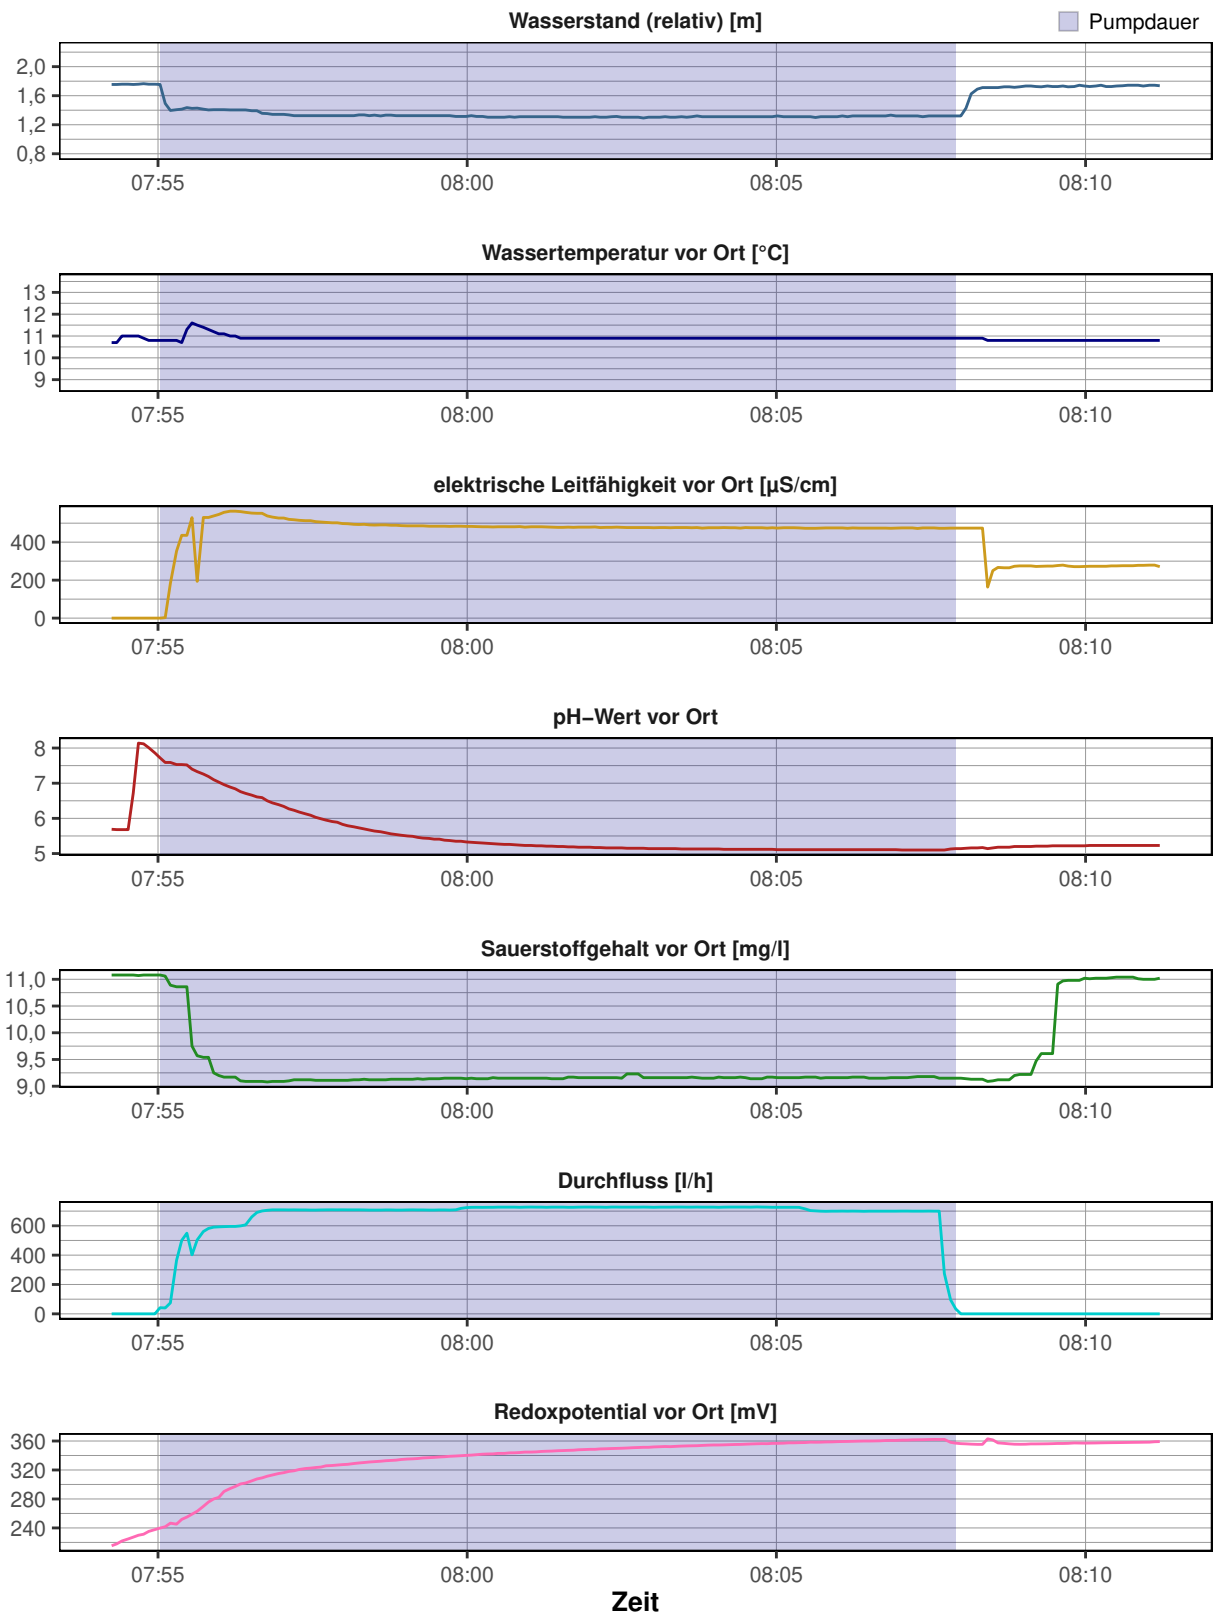 Wasserstand (relativ) [m]
Pumpdauer
2,0
1,6
1,2
0,8
07:55 08:00 08:05 08:10
Wassertemperatur vor Ort [°C]
13
12
11
10
9
07:55 08:00 08:05 08:10
elektrische Leitfähigkeit vor Ort [µS/cm]
400
200
0
07:55 08:00 08:05 08:10
pH−Wert vor Ort
8
7
6
5
07:55 08:00 08:05 08:10
Sauerstoffgehalt vor Ort [mg/l]
11,0
10,5
10,0
9,5
9,0
07:55 08:00 08:05 08:10
Durchfluss [l/h]
600
400
200
0
07:55 08:00 08:05 08:10
Redoxpotential vor Ort [mV]
360
320
280
240
07:55 08:00 08:05 08:10
Zeit